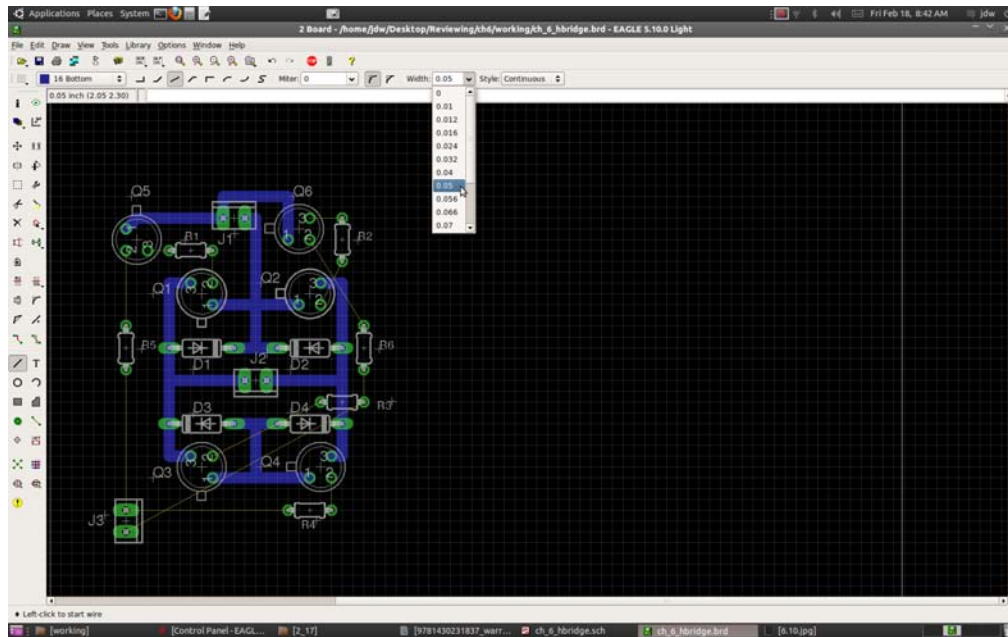 Applications Places System Fri Feb 18, 8:42 AM jdw
2 Board - /home/jdw/Desktop/Reviewing/ch6/working/ch_6_hbridge.brd - EAGLE 5.10.0 Light
File Edit Draw View Tools Library Options Window Help
16 Bottom Miter: 0 Width: 0.05 Style: Continuous
0.05 inch (2.05 2.30)
0
0.01
0.012
0.016
0.024
0.032
0.04
0.05
0.056
0.066
0.07
Q5 Q6
R1 J1 R2
Q1 Q2
R5 D1 J2 D2 R6
D3 D4 R3
Q3 Q4
J3 R4
Left-click to start wire
[working] [Control Panel - EAGL... [2_17] [9781430231837_warr... ch_6_hbridge.sch ch_6_hbridge.brd [6.10.jpg]